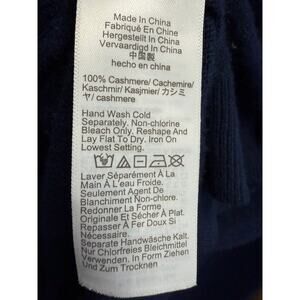 Made In China
Fabriqué En Chine
Hergestellt In China
Vervaardigd In China
中国製
hecho en china
100% Cashmere/ Cachemire/
Kaschmir/ Kasjmier/ カシミ
ヤ/ cashmere
Hand Wash Cold
Separately. Non-chlorine
Bleach Only. Reshape And
Lay Flat To Dry. Iron On
Lowest Setting.
Laver Séparément À La
Main À L'eau Froide.
Seulement Agent De
Blanchiment Non Chloré.
Redonner La Forme
Originale Et Sécher À Plat.
Repasser À Fer Doux Si
Nécessaire.
Separate Handwäsche Kalt,
Nur Chlorfreies Bleichmittel
Verwenden, In Form Ziehen
Und Zum Trocknen